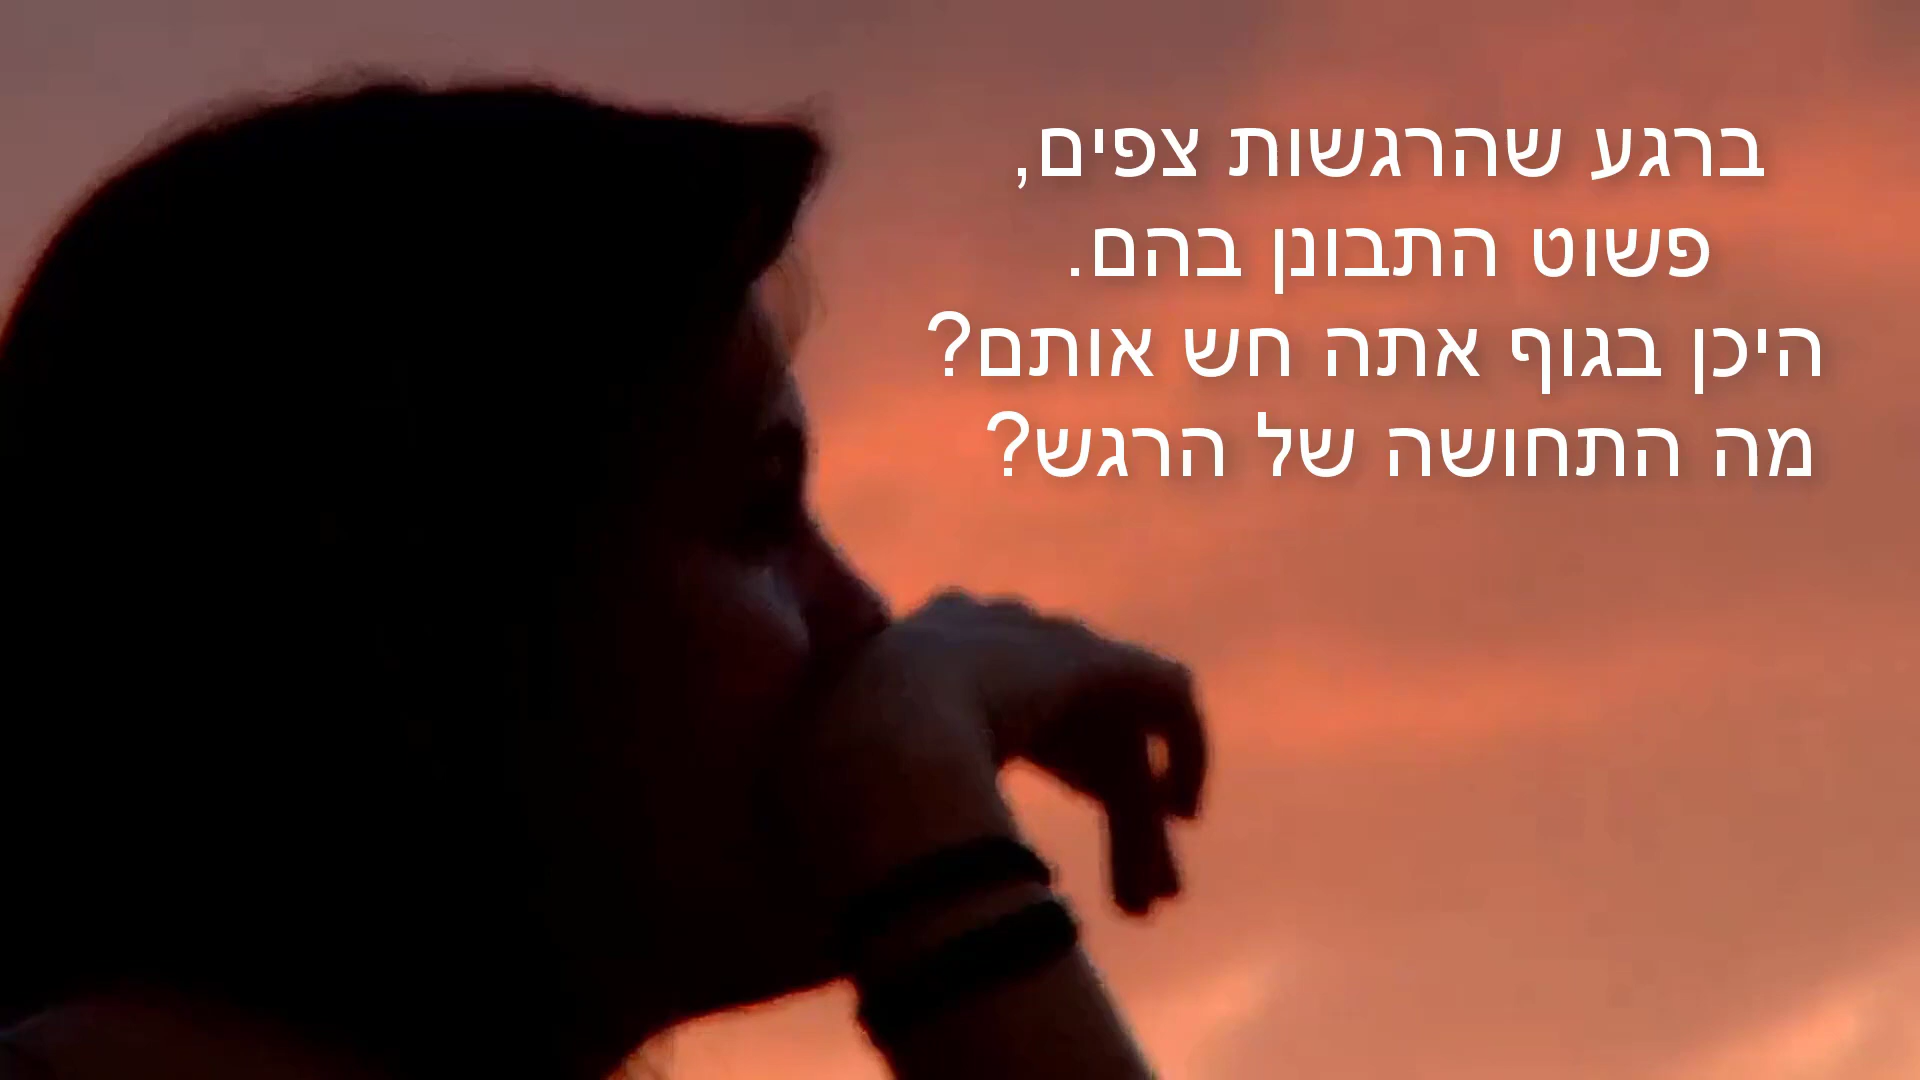 ברגע שהרגשות צפים,
פשוט התבונן בהם.
היכן בגוף אתה חש אותם?
מה התחושה של הרגש?